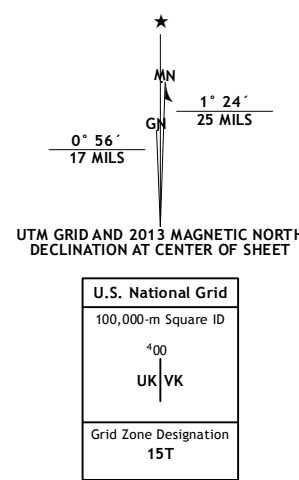 ★
MN
1° 24´
GN
25 MILS
0° 56´
17 MILS
UTM GRID AND 2013 MAGNETIC NORTH
DECLINATION AT CENTER OF SHEET
U.S. National Grid
100,000-m Square ID
⁴00
UK VK
Grid Zone Designation
15T